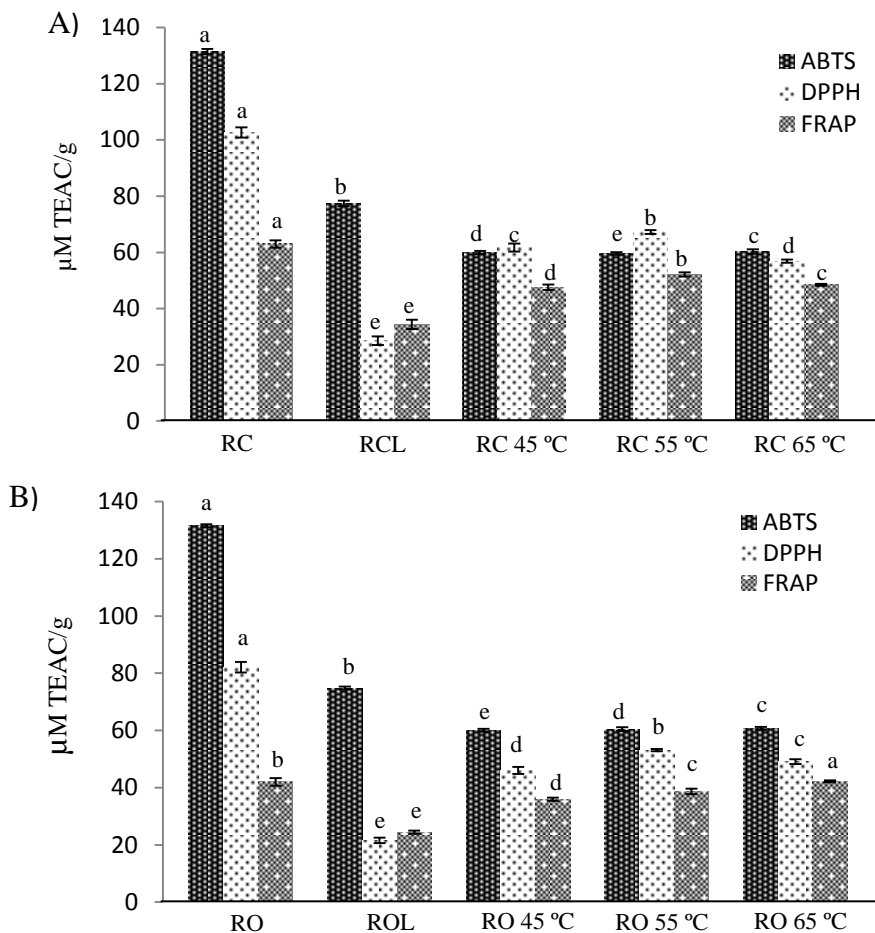 A)
140
120
100
80
60
40
20
0
µM TEAC/g
a
a
a
b
e
e
d
c
d
e
b
b
c
d
c
ABTS
DPPH
FRAP
RC
RCL
RC 45 ºC
RC 55 ºC
RC 65 ºC
B)
140
120
100
80
60
40
20
0
µM TEAC/g
a
a
b
b
e
e
e
d
d
d
b
c
c
c
a
ABTS
DPPH
FRAP
RO
ROL
RO 45 ºC
RO 55 ºC
RO 65 ºC